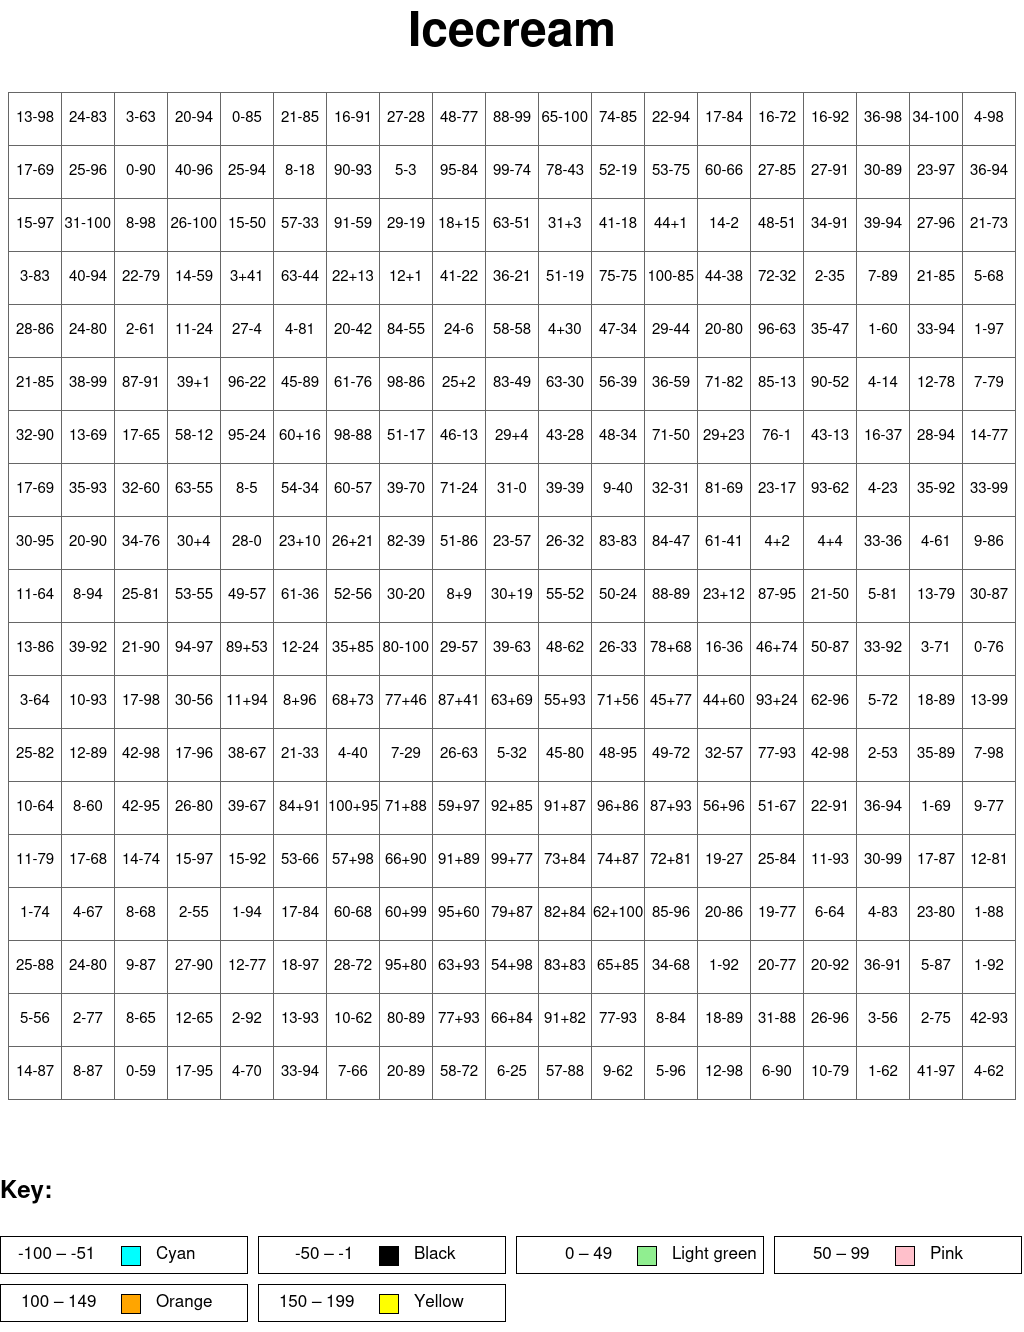 Icecream
13-98 24-83 3-63 20-94 0-85 21-85 16-91 27-28 48-77 88-99 65-100 74-85 22-94 17-84 16-72 16-92 36-98 34-100 4-98
17-69 25-96 0-90 40-96 25-94 8-18 90-93 5-3 95-84 99-74 78-43 52-19 53-75 60-66 27-85 27-91 30-89 23-97 36-94
15-97 31-100 8-98 26-100 15-50 57-33 91-59 29-19 18+15 63-51 31+3 41-18 44+1 14-2 48-51 34-91 39-94 27-96 21-73
3-83 40-94 22-79 14-59 3+41 63-44 22+13 12+1 41-22 36-21 51-19 75-75 100-85 44-38 72-32 2-35 7-89 21-85 5-68
28-86 24-80 2-61 11-24 27-4 4-81 20-42 84-55 24-6 58-58 4+30 47-34 29-44 20-80 96-63 35-47 1-60 33-94 1-97
21-85 38-99 87-91 39+1 96-22 45-89 61-76 98-86 25+2 83-49 63-30 56-39 36-59 71-82 85-13 90-52 4-14 12-78 7-79
32-90 13-69 17-65 58-12 95-24 60+16 98-88 51-17 46-13 29+4 43-28 48-34 71-50 29+23 76-1 43-13 16-37 28-94 14-77
17-69 35-93 32-60 63-55 8-5 54-34 60-57 39-70 71-24 31-0 39-39 9-40 32-31 81-69 23-17 93-62 4-23 35-92 33-99
30-95 20-90 34-76 30+4 28-0 23+10 26+21 82-39 51-86 23-57 26-32 83-83 84-47 61-41 4+2 4+4 33-36 4-61 9-86
11-64 8-94 25-81 53-55 49-57 61-36 52-56 30-20 8+9 30+19 55-52 50-24 88-89 23+12 87-95 21-50 5-81 13-79 30-87
13-86 39-92 21-90 94-97 89+53 12-24 35+85 80-100 29-57 39-63 48-62 26-33 78+68 16-36 46+74 50-87 33-92 3-71 0-76
3-64 10-93 17-98 30-56 11+94 8+96 68+73 77+46 87+41 63+69 55+93 71+56 45+77 44+60 93+24 62-96 5-72 18-89 13-99
25-82 12-89 42-98 17-96 38-67 21-33 4-40 7-29 26-63 5-32 45-80 48-95 49-72 32-57 77-93 42-98 2-53 35-89 7-98
10-64 8-60 42-95 26-80 39-67 84+91 100+95 71+88 59+97 92+85 91+87 96+86 87+93 56+96 51-67 22-91 36-94 1-69 9-77
11-79 17-68 14-74 15-97 15-92 53-66 57+98 66+90 91+89 99+77 73+84 74+87 72+81 19-27 25-84 11-93 30-99 17-87 12-81
1-74 4-67 8-68 2-55 1-94 17-84 60-68 60+99 95+60 79+87 82+84 62+100 85-96 20-86 19-77 6-64 4-83 23-80 1-88
25-88 24-80 9-87 27-90 12-77 18-97 28-72 95+80 63+93 54+98 83+83 65+85 34-68 1-92 20-77 20-92 36-91 5-87 1-92
5-56 2-77 8-65 12-65 2-92 13-93 10-62 80-89 77+93 66+84 91+82 77-93 8-84 18-89 31-88 26-96 3-56 2-75 42-93
14-87 8-87 0-59 17-95 4-70 33-94 7-66 20-89 58-72 6-25 57-88 9-62 5-96 12-98 6-90 10-79 1-62 41-97 4-62
Key:
-100 – -51 Cyan -50 – -1 Black 0 – 49 Light green 50 – 99 Pink
100 – 149 Orange 150 – 199 Yellow